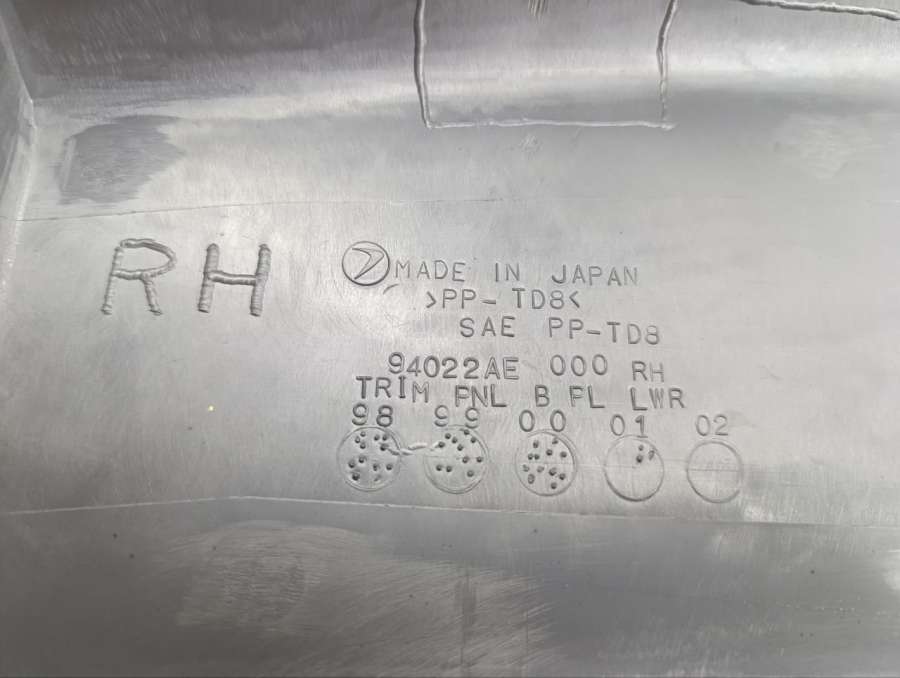 RH
MADE IN JAPAN
>PP-TD8<
SAE PP-TD8
94022AE 000 RH
TRIM PNL B PL LWR
98 99 00 01 02